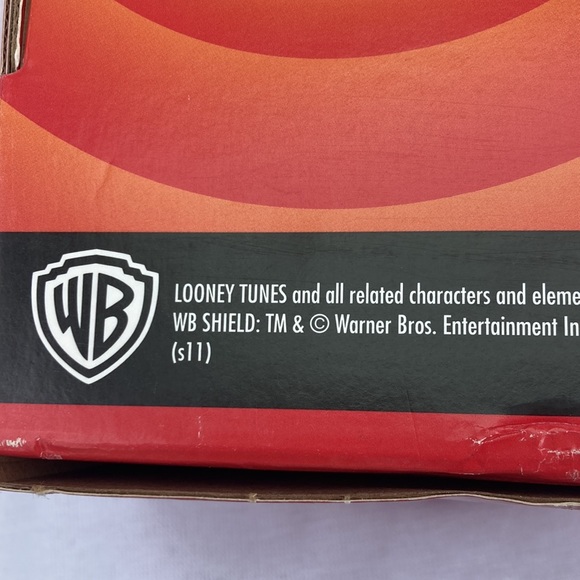 WB
LOONEY TUNES and all related characters and eleme
WB SHIELD: TM & © Warner Bros. Entertainment In
(s11)